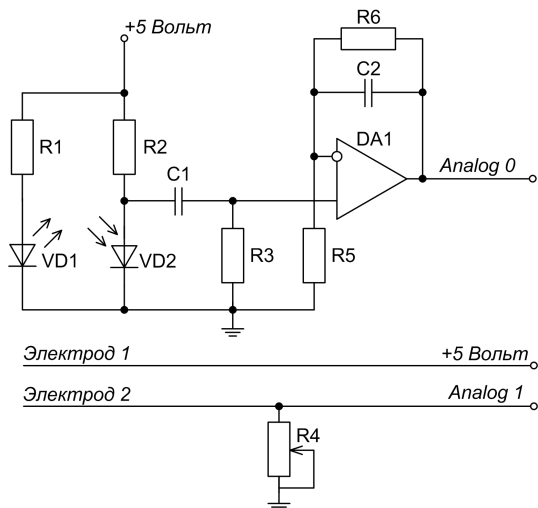 +5 Вольт
R6
C2
R1
R2
DA1
C1
Analog 0
VD1
VD2
R3
R5
Электрод 1
+5 Вольт
Электрод 2
Analog 1
R4